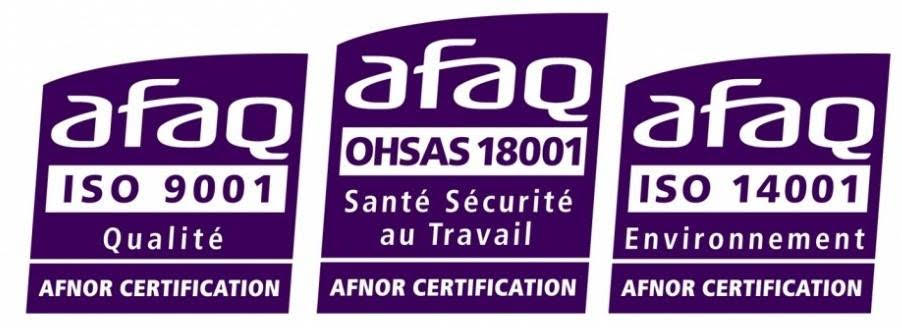 afaq
ISO 9001
Qualité
AFNOR CERTIFICATION
afaq
OHSAS 18001
Santé Sécurité
au Travail
AFNOR CERTIFICATION
afaq
ISO 14001
Environnement
AFNOR CERTIFICATION